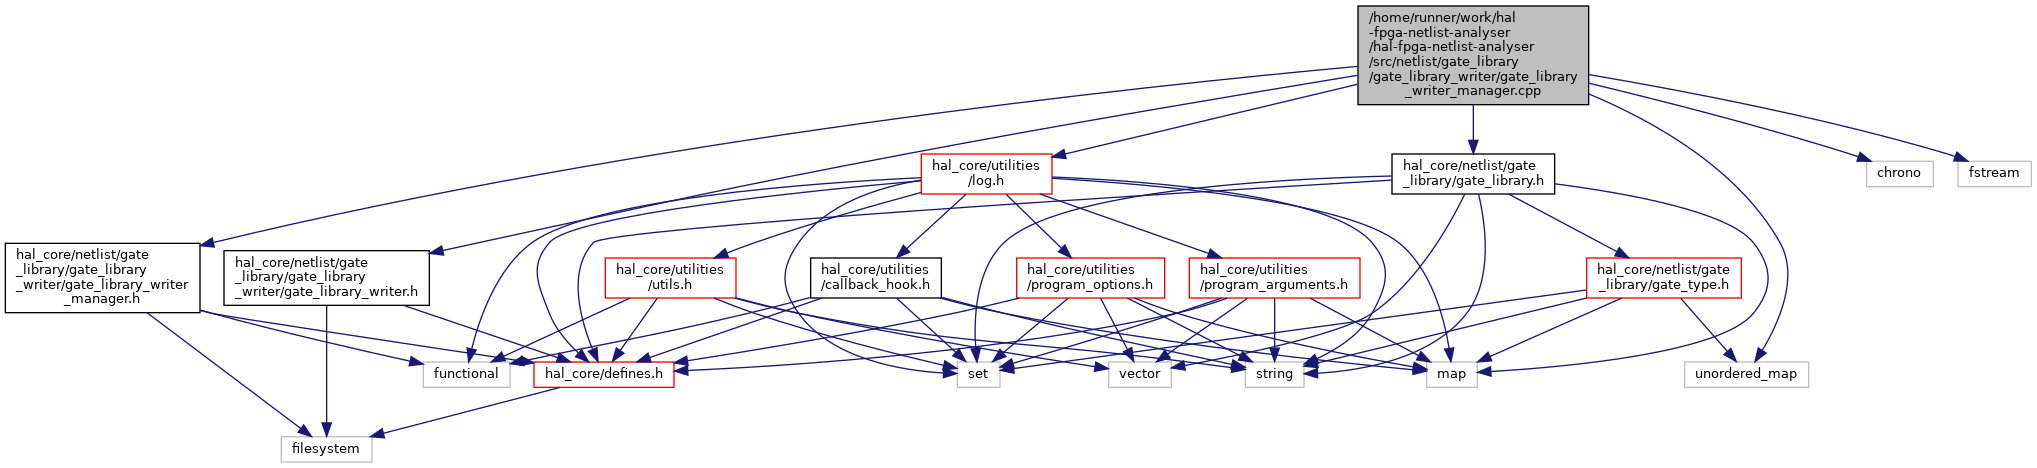 /home/runner/work/hal
-fpga-netlist-analyser
/hal-fpga-netlist-analyser
/src/netlist/gate_library
/gate_library_writer/gate_library
_writer_manager.cpp
hal_core/utilities
/log.h
hal_core/netlist/gate
_library/gate_library.h
chrono
fstream
hal_core/netlist/gate
_library/gate_library
_writer/gate_library_writer
_manager.h
hal_core/netlist/gate
_library/gate_library
_writer/gate_library_writer.h
hal_core/utilities
/utils.h
hal_core/utilities
/callback_hook.h
hal_core/utilities
/program_options.h
hal_core/utilities
/program_arguments.h
hal_core/netlist/gate
_library/gate_type.h
functional
hal_core/defines.h
set
vector
string
map
unordered_map
filesystem